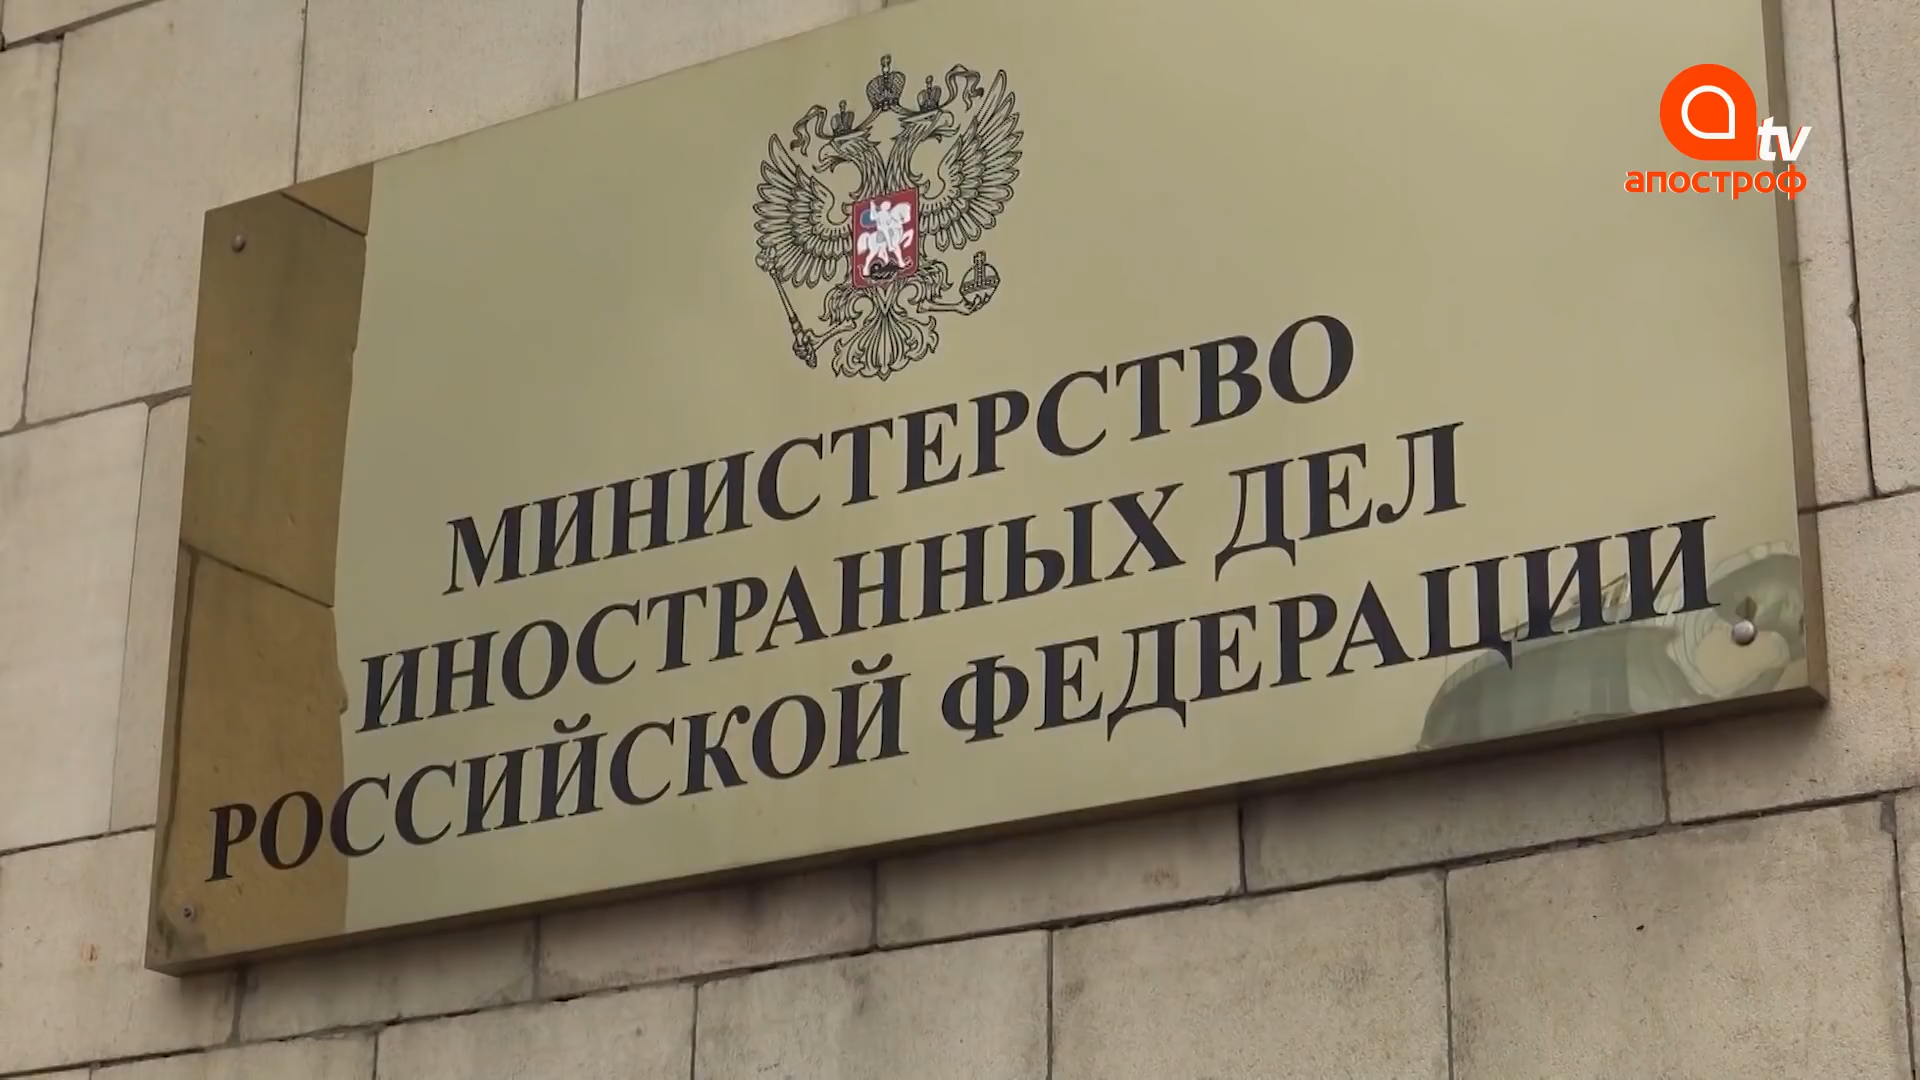 tv
апостроф
МИНИСТЕРСТВО
ИНОСТРАННЫХ ДЕЛ
РОССИЙСКОЙ ФЕДЕРАЦИИ